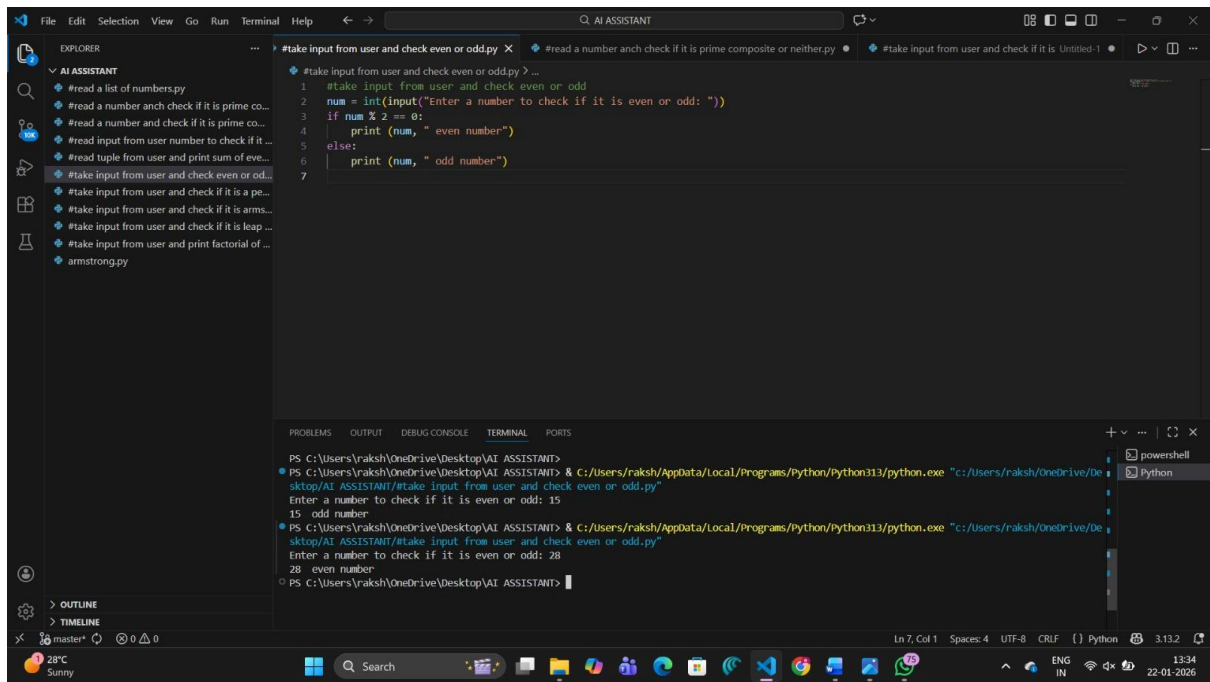 File Edit Selection View Go Run Terminal Help
AI ASSISTANT
EXPLORER
AI ASSISTANT
#read a list of numbers.py
#read a number anch check if it is prime co...
#read a number and check if it is prime co...
#read input from user number to check if it ...
#read tuple from user and print sum of eve...
#take input from user and check even or od...
#take input from user and check if it is a pe...
#take input from user and check if it is arms...
#take input from user and check if it is leap ...
#take input from user and print factorial of ...
armstrong.py
OUTLINE
TIMELINE
2
10K
#take input from user and check even or odd.py
#read a number anch check if it is prime composite or neither.py
#take input from user and check if it is Untitled-1
#take input from user and check even or odd.py > ...
1 #take input from user and check even or odd
2 num = int(input("Enter a number to check if it is even or odd: "))
3 if num % 2 == 0:
4 print (num, " even number")
5 else:
6 print (num, " odd number")
7
PROBLEMS OUTPUT DEBUG CONSOLE TERMINAL PORTS
PS C:\Users\raksh\OneDrive\Desktop\AI ASSISTANT>
PS C:\Users\raksh\OneDrive\Desktop\AI ASSISTANT> & C:/Users/raksh/AppData/Local/Programs/Python/Python313/python.exe "c:/Users/raksh/OneDrive/De
sktop/AI ASSISTANT/#take input from user and check even or odd.py"
Enter a number to check if it is even or odd: 15
15  odd number
PS C:\Users\raksh\OneDrive\Desktop\AI ASSISTANT> & C:/Users/raksh/AppData/Local/Programs/Python/Python313/python.exe "c:/Users/raksh/OneDrive/De
sktop/AI ASSISTANT/#take input from user and check even or odd.py"
Enter a number to check if it is even or odd: 28
28  even number
PS C:\Users\raksh\OneDrive\Desktop\AI ASSISTANT>
powershell
Python
master* 0 0
Ln 7, Col 1 Spaces: 4 UTF-8 CRLF {} Python 3.13.2
1
28°C
Sunny
Search
75
ENG
IN
13:34
22-01-2026